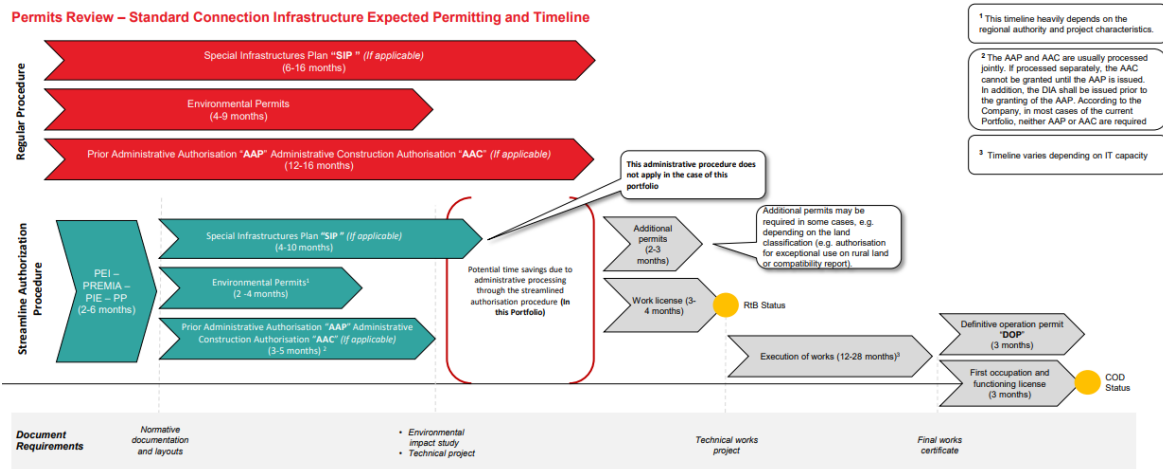 Permits Review – Standard Connection Infrastructure Expected Permitting and Timeline
¹ This timeline heavily depends on the
regional authority and project characteristics.
² The AAP and AAC are usually processed
jointly. If processed separately, the AAC
cannot be granted until the AAP is issued.
In addition, the DIA shall be issued prior to
the granting of the AAP. According to the
Company, in most cases of the current
Portfolio, neither AAP or AAC are required
³ Timeline varies depending on IT capacity
Regular Procedure
Special Infrastructures Plan "SIP " (If applicable)
(6-16 months)
Environmental Permits
(4-9 months)
Prior Administrative Authorisation "AAP" Administrative Construction Authorisation "AAC" (If applicable)
(12-16 months)
This administrative procedure does
not apply in the case of this
portfolio
Streamline Authorization
Procedure
PEI –
PREMIA –
PIE – PP
(2-6 months)
Special Infrastructures Plan "SIP " (If applicable)
(4-10 months)
Environmental Permits¹
(2 -4 months)
Prior Administrative Authorisation "AAP" Administrative
Construction Authorisation "AAC" (If applicable)
(3-5 months) ²
Potential time savings due to
administrative processing
through the streamlined
authorisation procedure (In
this Portfolio)
Additional
permits
(2-3
months)
Additional permits may be
required in some cases, e.g.
depending on the land
classification (e.g. authorisation
for exceptional use on rural land
or compatibility report).
Work license (3-
4 months)
RtB Status
Execution of works (12-28 months)³
Definitive operation permit
"DOP"
(3 months)
First occupation and
functioning license
(3 months)
COD
Status
Document
Requirements
Normative
documentation
and layouts
• Environmental
impact study
• Technical project
Technical works
project
Final works
certificate